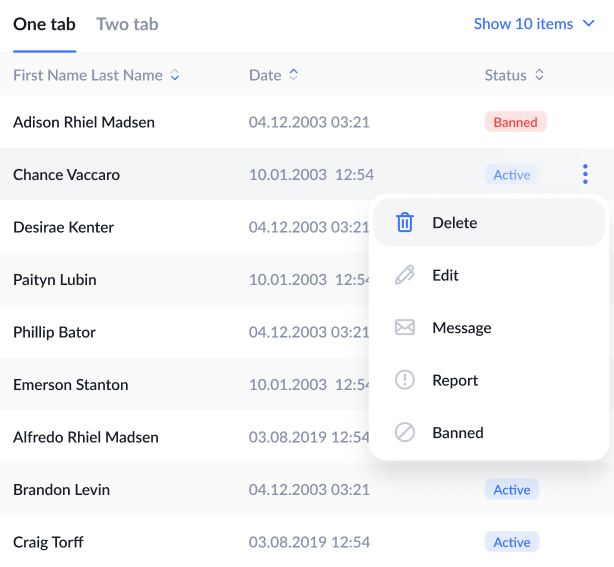 One tab Two tab Show 10 items
First Name Last Name Date Status
Adison Rhiel Madsen 04.12.2003 03:21 Banned
Chance Vaccaro 10.01.2003 12:54 Active
Desirae Kenter 04.12.2003 03:21 Delete
Paityn Lubin 10.01.2003 12:54 Edit
Phillip Bator 04.12.2003 03:21 Message
Emerson Stanton 10.01.2003 12:54 Report
Alfredo Rhiel Madsen 03.08.2019 12:54 Banned
Brandon Levin 04.12.2003 03:21 Active
Craig Torff 03.08.2019 12:54 Active